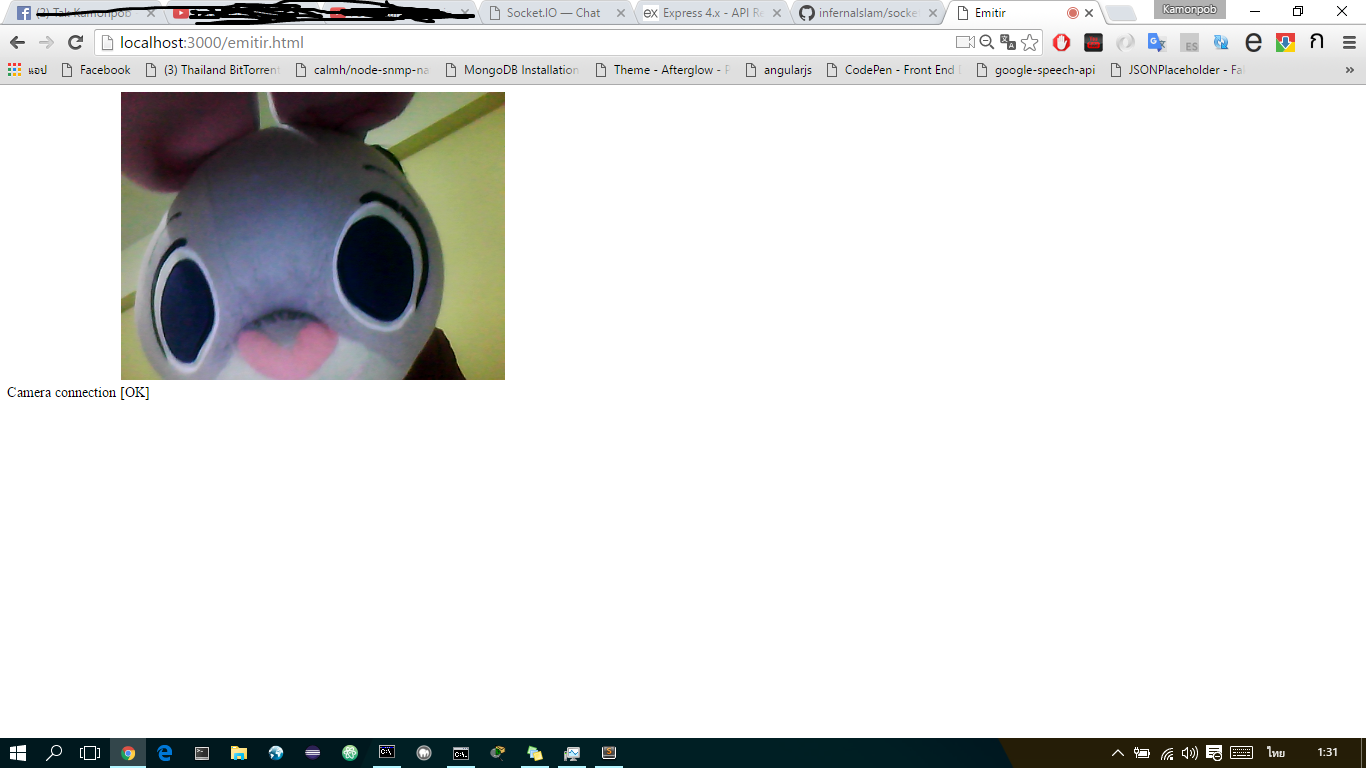 Socket.IO — Chat
Express 4.x - API Re
infernalslam/socke
Emitir
Kamonpob
localhost:3000/emitir.html
แอป
Facebook
(3) Thailand BitTorren
calmh/node-snmp-na
MongoDB Installation
Theme - Afterglow - P
angularjs
CodePen - Front End
google-speech-api
JSONPlaceholder - Fa
Camera connection [OK]
ไทย
1:31